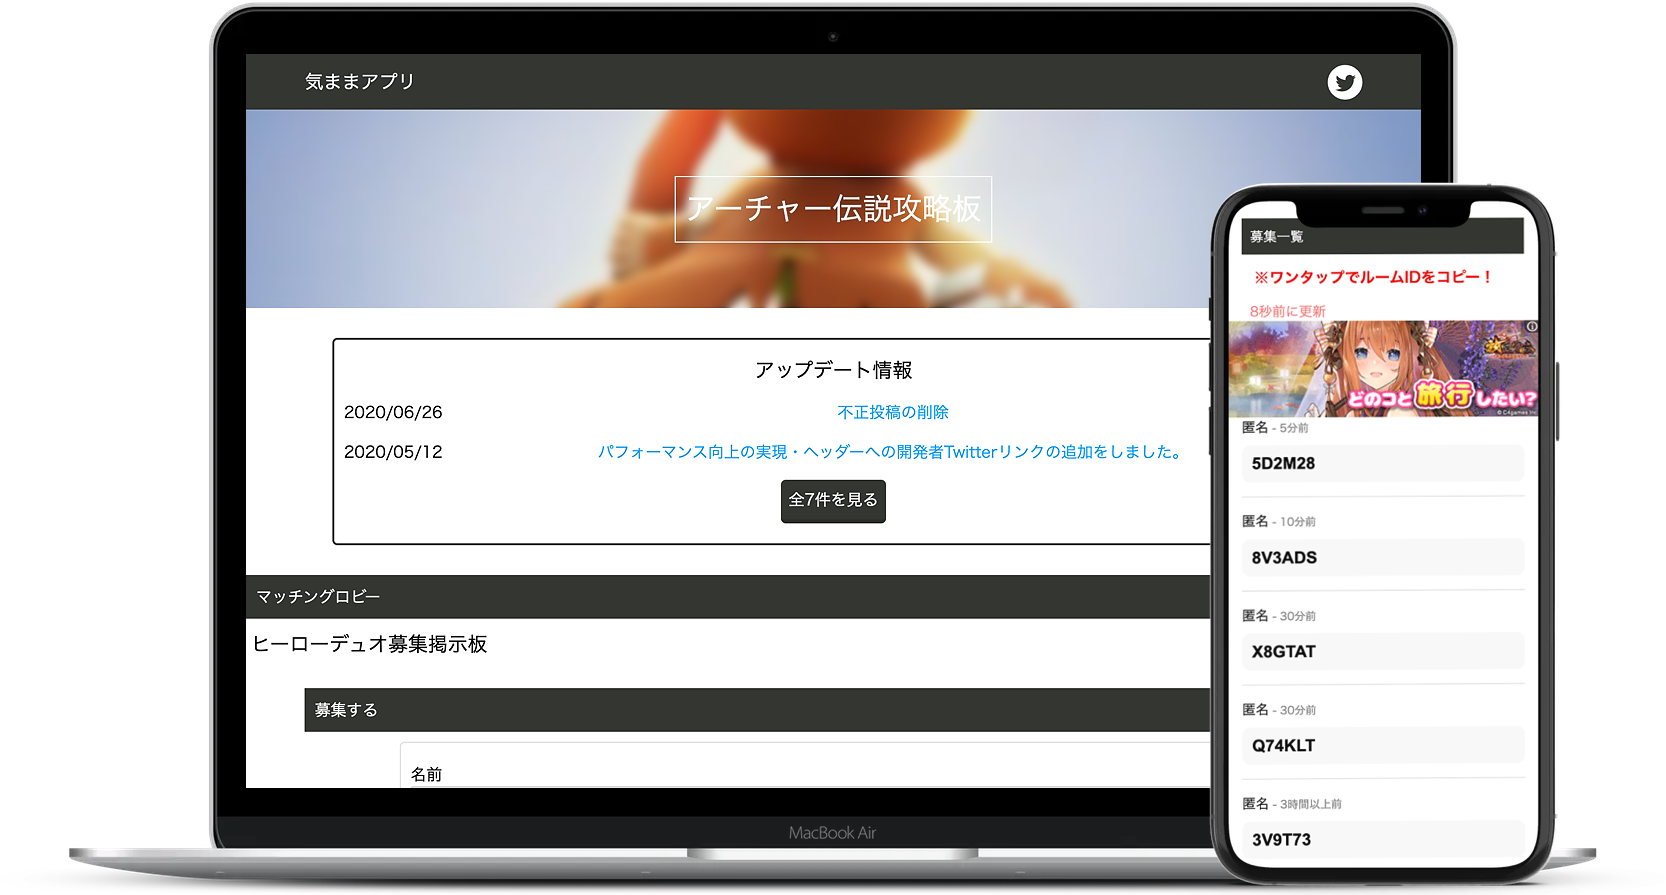 気ままアプリ
アーチャー伝説攻略板
アップデート情報
2020/06/26 不正投稿の削除
2020/05/12 パフォーマンス向上の実現・ヘッダーへの開発者Twitterリンクの追加をしました。
全7件を見る
マッチングロビー
ヒーローデュオ募集掲示板
募集する
名前
MacBook Air
募集一覧
※ワンタップでルームIDをコピー！
8秒前に更新
どのコと旅行したい?
匿名 - 5分前
5D2M28
匿名 - 10分前
8V3ADS
匿名 - 30分前
X8GTAT
匿名 - 30分前
Q74KLT
匿名 - 3時間以上前
3V9T73